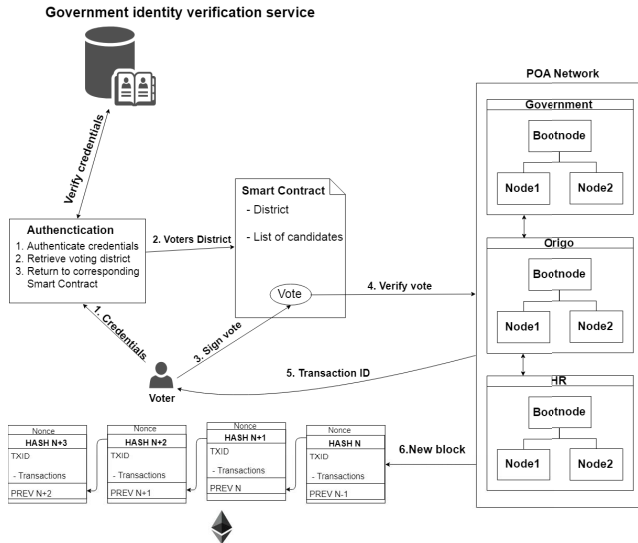 Government identity verification service
POA Network
Government
Bootnode
Node1
Node2
Verify credentials
Authenctication
1. Authenticate credentials
2. Retrieve voting district
3. Return to corresponding
Smart Contract
2. Voters District
Smart Contract
- District
- List of candidates
Vote
4. Verify vote
Origo
Bootnode
Node1
Node2
1. Credentials
3. Sign vote
Voter
5. Transaction ID
HR
Bootnode
Node1
Node2
6.New block
Nonce
HASH N+3
TXID
- Transactions
PREV N+2
Nonce
HASH N+2
TXID
- Transactions
PREV N+1
Nonce
HASH N+1
TXID
- Transactions
PREV N
Nonce
HASH N
TXID
- Transactions
PREV N-1